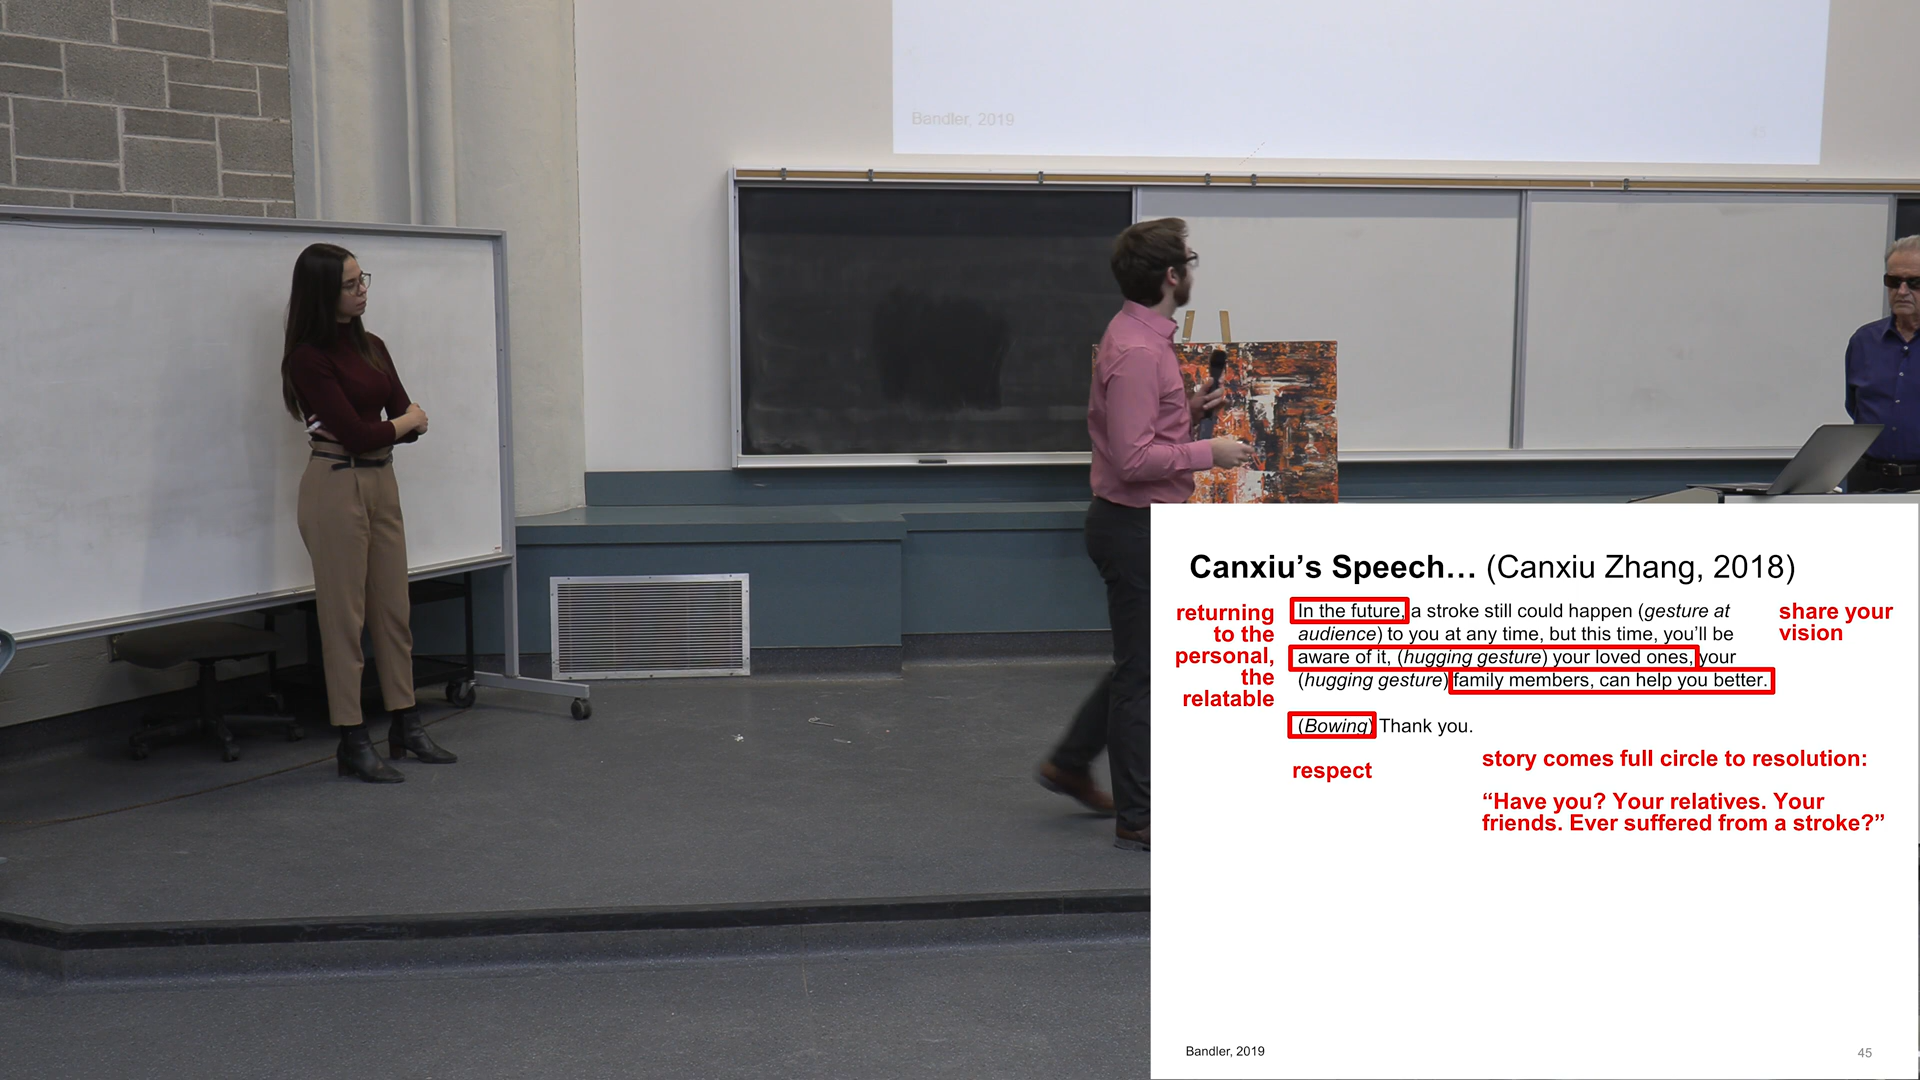 Bandler, 2019
45
Canxiu's Speech… (Canxiu Zhang, 2018)
returning
to the
personal,
the
relatable
In the future, a stroke still could happen (gesture at
audience) to you at any time, but this time, you'll be
aware of it, (hugging gesture) your loved ones, your
(hugging gesture) family members, can help you better.
share your
vision
(Bowing) Thank you.
respect
story comes full circle to resolution:
“Have you? Your relatives. Your
friends. Ever suffered from a stroke?”
Bandler, 2019
45